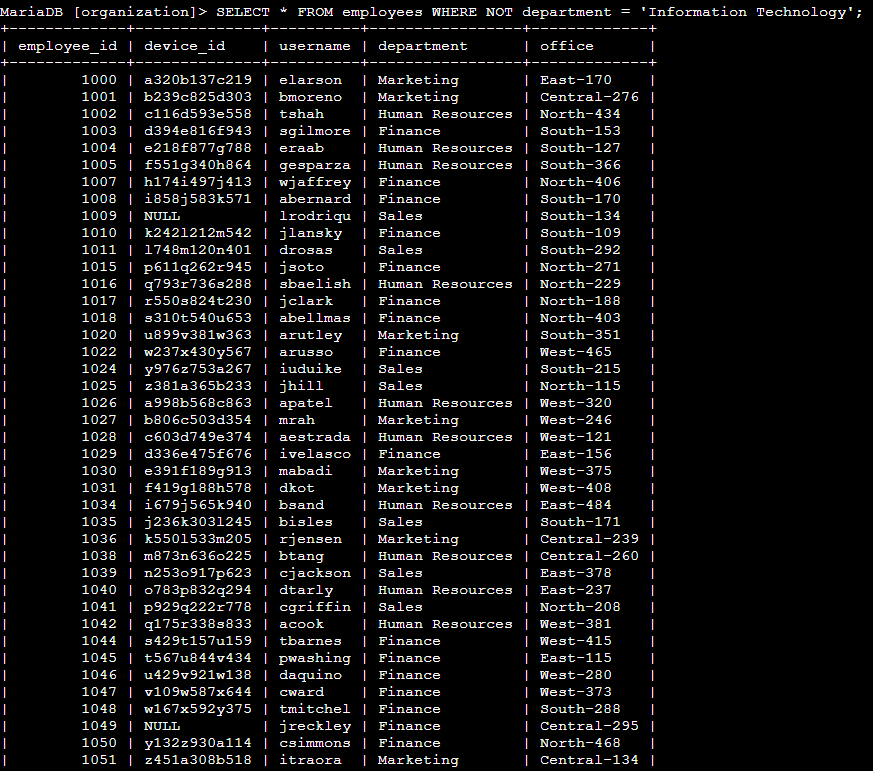 MariaDB [organization]> SELECT * FROM employees WHERE NOT department = 'Information Technology';
+-------------+--------------+----------+-----------------+-------------+
| employee_id | device_id    | username | department      | office      |
+-------------+--------------+----------+-----------------+-------------+
|        1000 | a320b137c219 | elarson  | Marketing       | East-170    |
|        1001 | b239c825d303 | bmoreno  | Marketing       | Central-276 |
|        1002 | c116d593e558 | tshah    | Human Resources | North-434   |
|        1003 | d394e816f943 | sgilmore | Finance         | South-153   |
|        1004 | e218f877g788 | eraab    | Human Resources | South-127   |
|        1005 | f551g340h864 | gesparza | Human Resources | South-366   |
|        1007 | h174i497j413 | wjaffrey | Finance         | North-406   |
|        1008 | i858j583k571 | abernard | Finance         | South-170   |
|        1009 | NULL         | lrodriqu | Sales           | South-134   |
|        1010 | k242l212m542 | jlansky  | Finance         | South-109   |
|        1011 | l748m120n401 | drosas   | Sales           | South-292   |
|        1015 | p611q262r945 | jsoto    | Finance         | North-271   |
|        1016 | q793r736s288 | sbaelish | Human Resources | North-229   |
|        1017 | r550s824t230 | jclark   | Finance         | North-188   |
|        1018 | s310t540u653 | abellmas | Finance         | North-403   |
|        1020 | u899v381w363 | arutley  | Marketing       | South-351   |
|        1022 | w237x430y567 | arusso   | Finance         | West-465    |
|        1024 | y976z753a267 | iuduike  | Sales           | South-215   |
|        1025 | z381a365b233 | jhill    | Sales           | North-115   |
|        1026 | a998b568c863 | apatel   | Human Resources | West-320    |
|        1027 | b806c503d354 | mrah     | Marketing       | West-246    |
|        1028 | c603d749e374 | aestrada | Human Resources | West-121    |
|        1029 | d336e475f676 | ivelasco | Finance         | East-156    |
|        1030 | e391f189g913 | mabadi   | Marketing       | West-375    |
|        1031 | f419g188h578 | dkot     | Marketing       | West-408    |
|        1034 | i679j565k940 | bsand    | Human Resources | East-484    |
|        1035 | j236k303l245 | bisles   | Sales           | South-171   |
|        1036 | k550l533m205 | rjensen  | Marketing       | Central-239 |
|        1038 | m873n636o225 | btang    | Human Resources | Central-260 |
|        1039 | n253o917p623 | cjackson | Sales           | East-378    |
|        1040 | o783p832q294 | dtarly   | Human Resources | East-237    |
|        1041 | p929q222r778 | cgriffin | Sales           | North-208   |
|        1042 | q175r338s833 | acook    | Human Resources | West-381    |
|        1044 | s429t157u159 | tbarnes  | Finance         | West-415    |
|        1045 | t567u844v434 | pwashing | Finance         | East-115    |
|        1046 | u429v921w138 | daquino  | Finance         | West-280    |
|        1047 | v109w587x644 | cward    | Finance         | West-373    |
|        1048 | w167x592y375 | tmitchel | Finance         | South-288   |
|        1049 | NULL         | jreckley | Finance         | Central-295 |
|        1050 | y132z930a114 | csimmons | Finance         | North-468   |
|        1051 | z451a308b518 | itraora  | Marketing       | Central-134 |